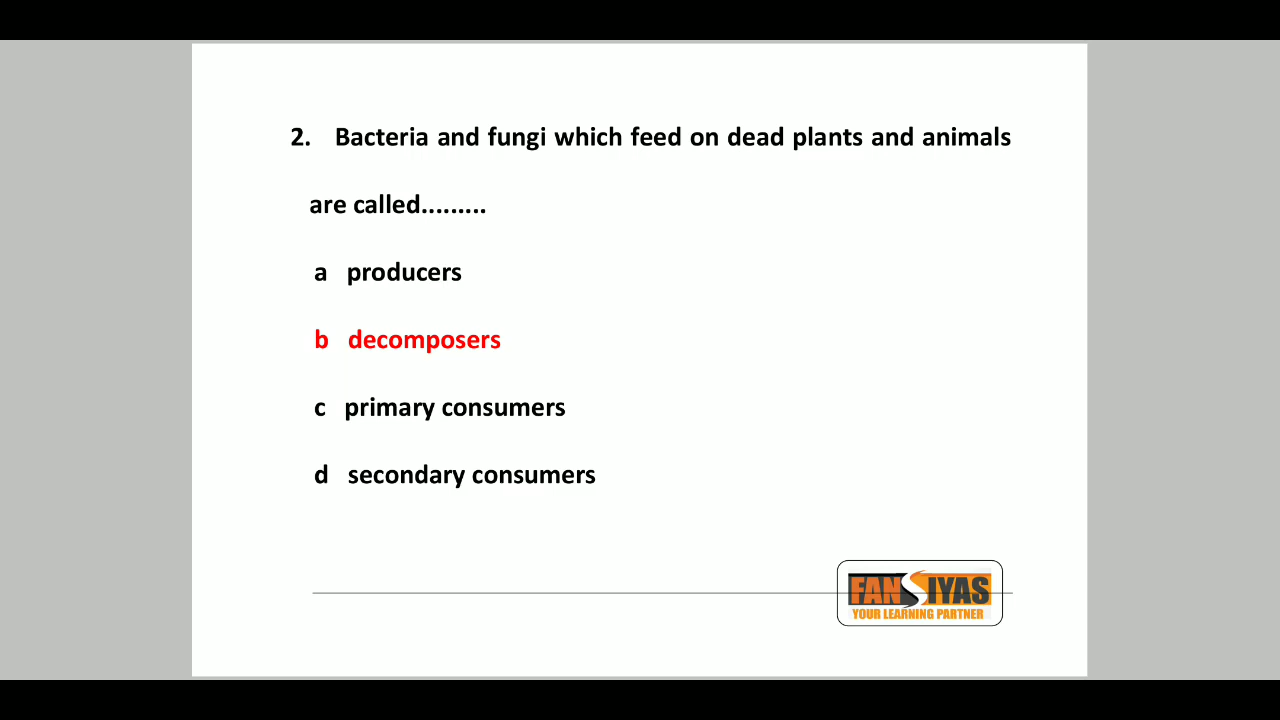 2. Bacteria and fungi which feed on dead plants and animals
are called.........
a producers
b decomposers
c primary consumers
d secondary consumers
FANSIYAS
YOUR LEARNING PARTNER